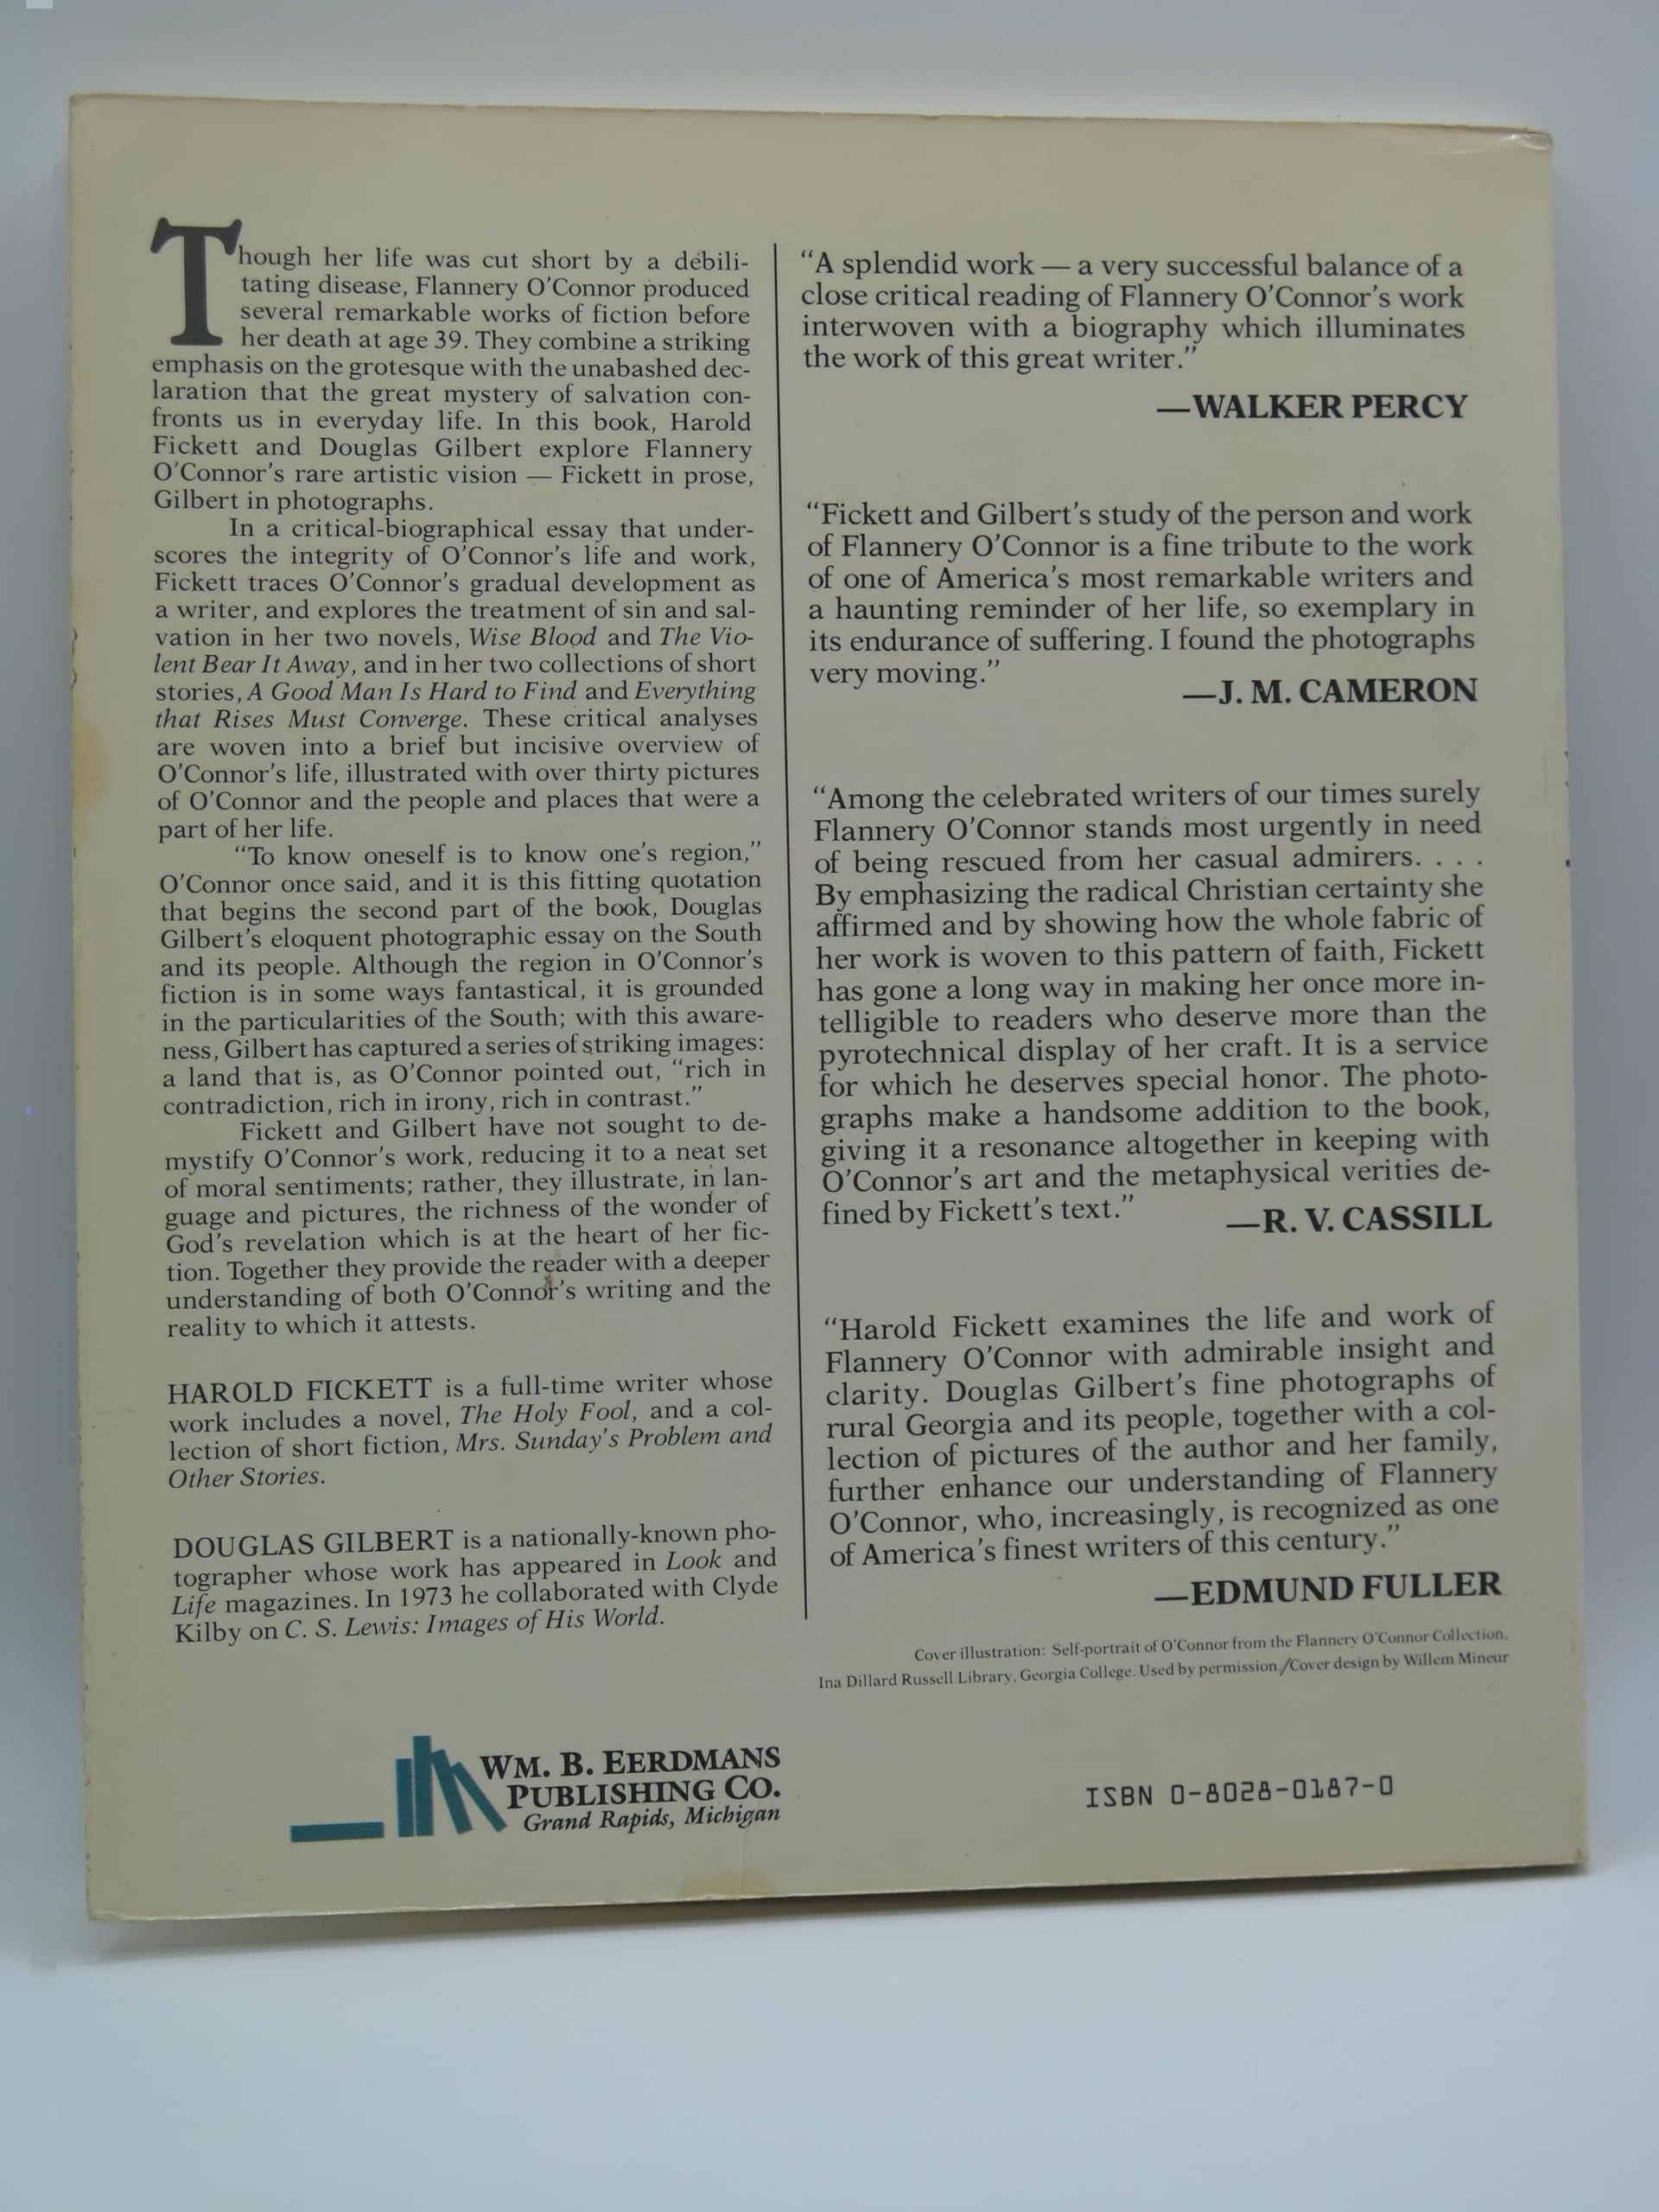 Though her life was cut short by a debili-
tating disease, Flannery O'Connor produced
several remarkable works of fiction before
her death at age 39. They combine a striking
emphasis on the grotesque with the unabashed dec-
laration that the great mystery of salvation con-
fronts us in everyday life. In this book, Harold
Fickett and Douglas Gilbert explore Flannery
O'Connor's rare artistic vision — Fickett in prose,
Gilbert in photographs.
In a critical-biographical essay that under-
scores the integrity of O'Connor's life and work,
Fickett traces O'Connor's gradual development as
a writer, and explores the treatment of sin and sal-
vation in her two novels, Wise Blood and The Vio-
lent Bear It Away, and in her two collections of short
stories, A Good Man Is Hard to Find and Everything
that Rises Must Converge. These critical analyses
are woven into a brief but incisive overview of
O'Connor's life, illustrated with over thirty pictures
of O'Connor and the people and places that were a
part of her life.
“To know oneself is to know one's region,”
O'Connor once said, and it is this fitting quotation
that begins the second part of the book, Douglas
Gilbert's eloquent photographic essay on the South
and its people. Although the region in O'Connor's
fiction is in some ways fantastical, it is grounded
in the particularities of the South; with this aware-
ness, Gilbert has captured a series of striking images:
a land that is, as O'Connor pointed out, “rich in
contradiction, rich in irony, rich in contrast.”
Fickett and Gilbert have not sought to de-
mystify O'Connor's work, reducing it to a neat set
of moral sentiments; rather, they illustrate, in lan-
guage and pictures, the richness of the wonder of
God's revelation which is at the heart of her fic-
tion. Together they provide the reader with a deeper
understanding of both O'Connor's writing and the
reality to which it attests.
HAROLD FICKETT is a full-time writer whose
work includes a novel, The Holy Fool, and a col-
lection of short fiction, Mrs. Sunday's Problem and
Other Stories.
DOUGLAS GILBERT is a nationally-known pho-
tographer whose work has appeared in Look and
Life magazines. In 1973 he collaborated with Clyde
Kilby on C. S. Lewis: Images of His World.
WM. B. EERDMANS
PUBLISHING CO.
Grand Rapids, Michigan
“A splendid work — a very successful balance of a
close critical reading of Flannery O'Connor's work
interwoven with a biography which illuminates
the work of this great writer.”
—WALKER PERCY
“Fickett and Gilbert's study of the person and work
of Flannery O'Connor is a fine tribute to the work
of one of America's most remarkable writers and
a haunting reminder of her life, so exemplary in
its endurance of suffering. I found the photographs
very moving.”
—J. M. CAMERON
“Among the celebrated writers of our times surely
Flannery O'Connor stands most urgently in need
of being rescued from her casual admirers. . . .
By emphasizing the radical Christian certainty she
affirmed and by showing how the whole fabric of
her work is woven to this pattern of faith, Fickett
has gone a long way in making her once more in-
telligible to readers who deserve more than the
pyrotechnical display of her craft. It is a service
for which he deserves special honor. The photo-
graphs make a handsome addition to the book,
giving it a resonance altogether in keeping with
O'Connor's art and the metaphysical verities de-
fined by Fickett's text.”
—R. V. CASSILL
“Harold Fickett examines the life and work of
Flannery O'Connor with admirable insight and
clarity. Douglas Gilbert's fine photographs of
rural Georgia and its people, together with a col-
lection of pictures of the author and her family,
further enhance our understanding of Flannery
O'Connor, who, increasingly, is recognized as one
of America's finest writers of this century.”
—EDMUND FULLER
Cover illustration: Self-portrait of O'Connor from the Flannery O'Connor Collection,
Ina Dillard Russell Library, Georgia College. Used by permission./Cover design by Willem Mineur
ISBN 0-8028-0187-0